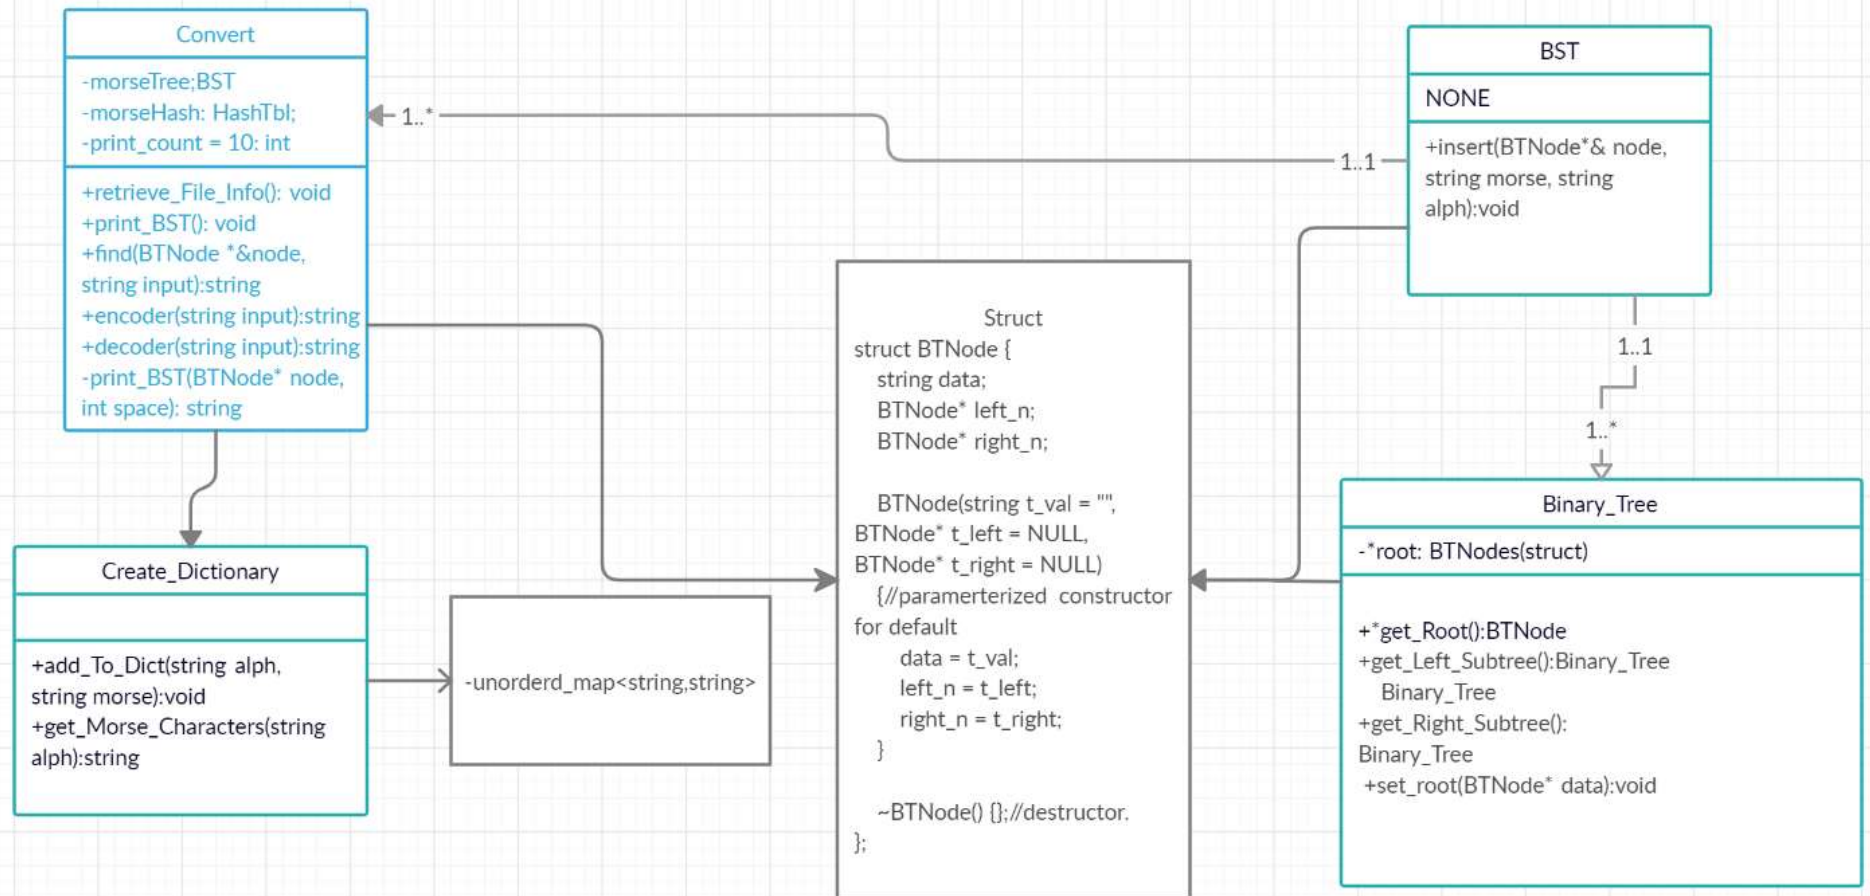 Convert
-morseTree;BST
-morseHash: HashTbl;
-print_count = 10: int
+retrieve_File_Info(): void
+print_BST(): void
+find(BTNode *&node,
string input):string
+encoder(string input):string
+decoder(string input):string
-print_BST(BTNode* node,
int space): string
1..*
1..1
BST
NONE
+insert(BTNode*& node,
string morse, string
alph):void
1..1
1..*
Struct
struct BTNode {
string data;
BTNode* left_n;
BTNode* right_n;
BTNode(string t_val = "",
BTNode* t_left = NULL,
BTNode* t_right = NULL)
{//paramerterized constructor
for default
data = t_val;
left_n = t_left;
right_n = t_right;
}
~BTNode() {};//destructor.
};
Create_Dictionary
+add_To_Dict(string alph,
string morse):void
+get_Morse_Characters(string
alph):string
-unorderd_map<string,string>
Binary_Tree
-*root: BTNodes(struct)
+*get_Root():BTNode
+get_Left_Subtree():Binary_Tree
Binary_Tree
+get_Right_Subtree():
Binary_Tree
+set_root(BTNode* data):void